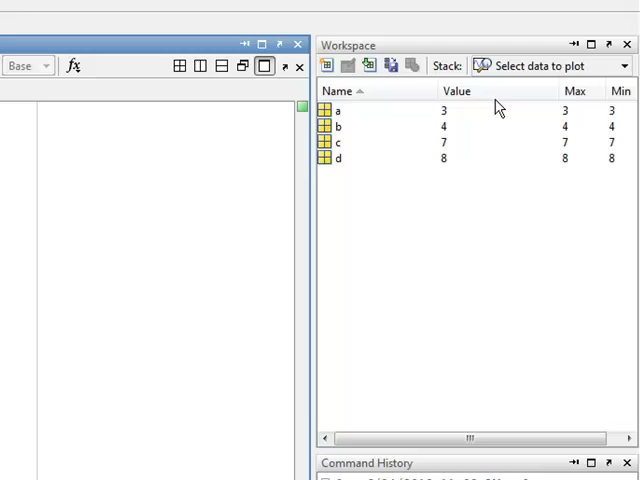 Workspace
Base fx
Stack: Select data to plot
Name Value Max Min
a 3 3 3
b 4 4 4
c 7 7 7
d 8 8 8
Command History